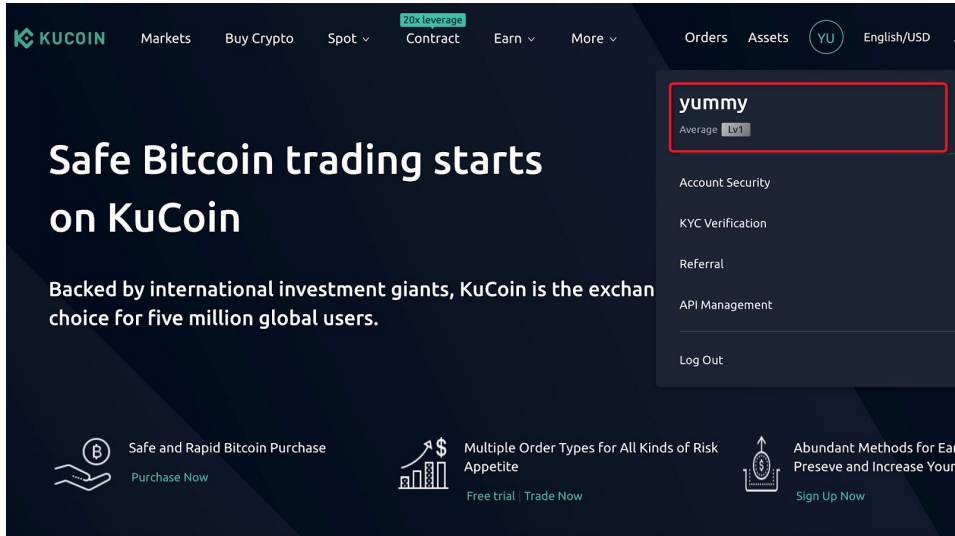 KUCOIN
Markets
Buy Crypto
Spot
20x leverage
Contract
Earn
More
Orders
Assets
YU
English/USD
yummy
Average Lv1
Account Security
KYC Verification
Referral
API Management
Log Out
Safe Bitcoin trading starts
on KuCoin
Backed by international investment giants, KuCoin is the exchan
choice for five million global users.
Safe and Rapid Bitcoin Purchase
Purchase Now
Multiple Order Types for All Kinds of Risk
Appetite
Free trial | Trade Now
Abundant Methods for Ear
Preseve and Increase Your
Sign Up Now